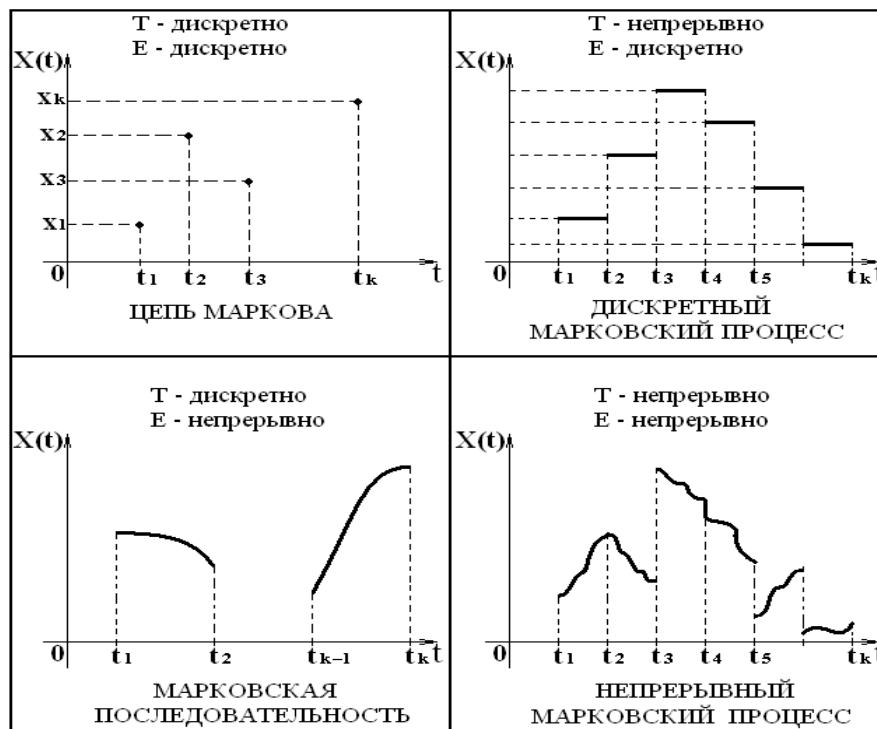 T - дискретно
E - дискретно
X(t)
xk
x2
x3
x1
0 t1 t2 t3 tk t
ЦЕПЬ МАРКОВА
T - непрерывно
E - дискретно
X(t)
0 t1 t2 t3 t4 t5 tk t
ДИСКРЕТНЫЙ
МАРКОВСКИЙ ПРОЦЕСС
T - дискретно
E - непрерывно
X(t)
0 t1 t2 tk-1 tk t
МАРКОВСКАЯ
ПОСЛЕДОВАТЕЛЬНОСТЬ
T - непрерывно
E - непрерывно
X(t)
0 t1 t2 t3 t4 t5 tk t
НЕПРЕРЫВНЫЙ
МАРКОВСКИЙ ПРОЦЕСС